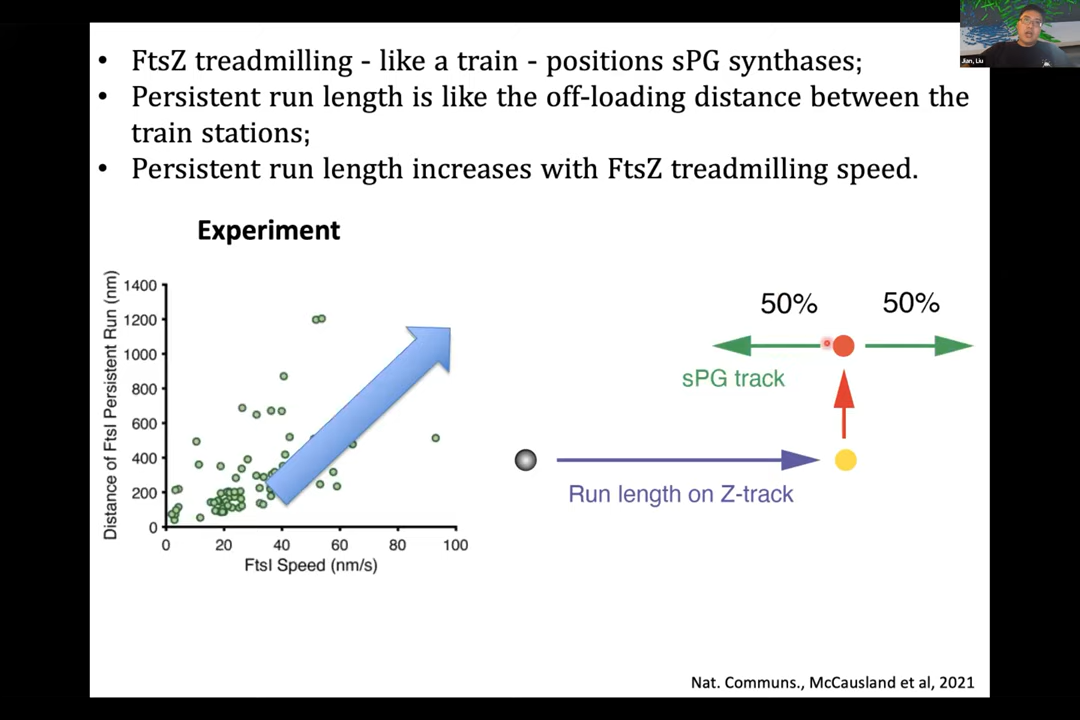 Jian, Liu
• FtsZ treadmilling - like a train - positions sPG synthases;
• Persistent run length is like the off-loading distance between the
train stations;
• Persistent run length increases with FtsZ treadmilling speed.
Experiment
Distance of FtsI Persistent Run (nm)
1400
1200
1000
800
600
400
200
0
0 20 40 60 80 100
FtsI Speed (nm/s)
50% 50%
sPG track
Run length on Z-track
Nat. Communs., McCausland et al, 2021